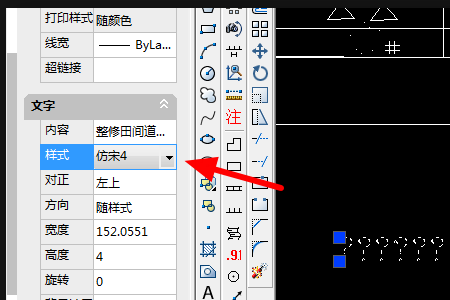 打印样式 随颜色
线宽 ByLa...
超链接
文字
内容 整修田间道...
样式 仿宋4
对正 左上
方向 随样式
宽度 152.0551
高度 4
旋转 0
注
.91
A